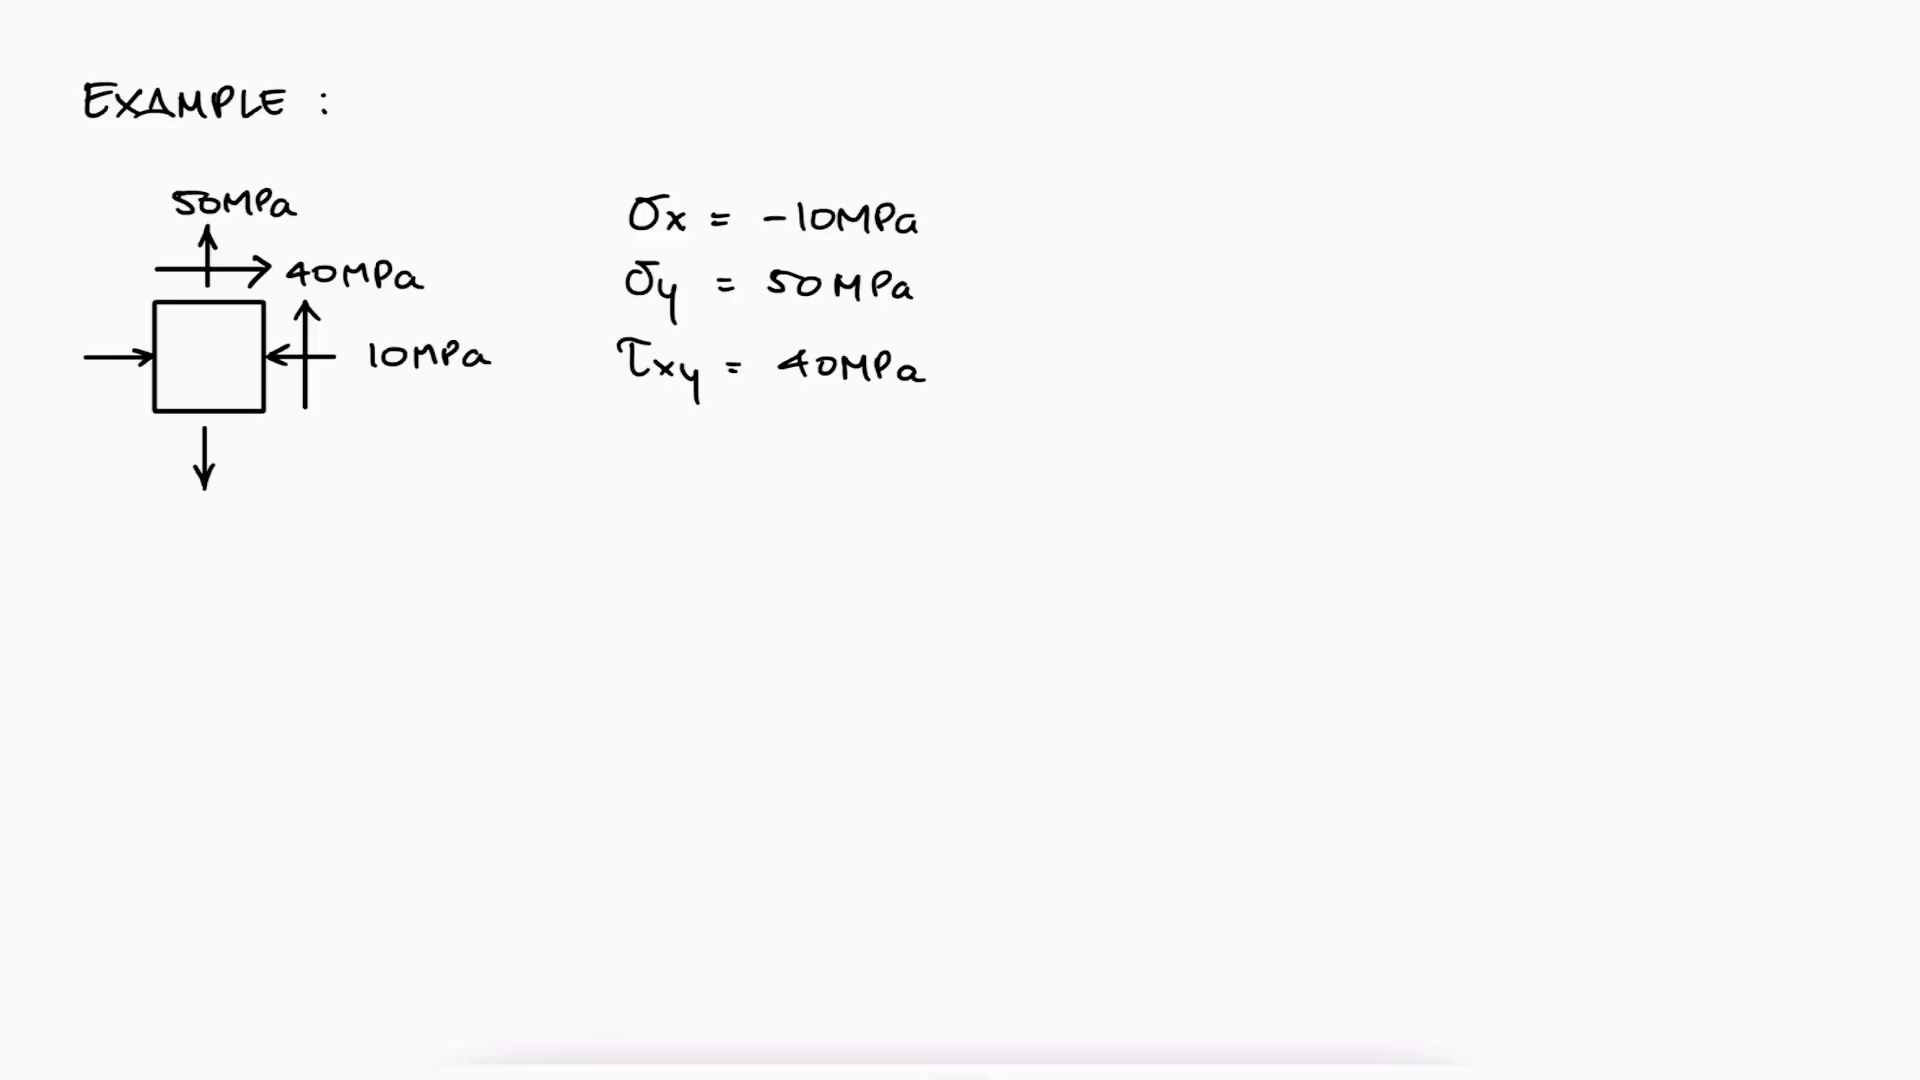 EXAMPLE :
50MPa
40MPa
10MPa
σx = -10MPa
σy = 50MPa
τxy = 40MPa